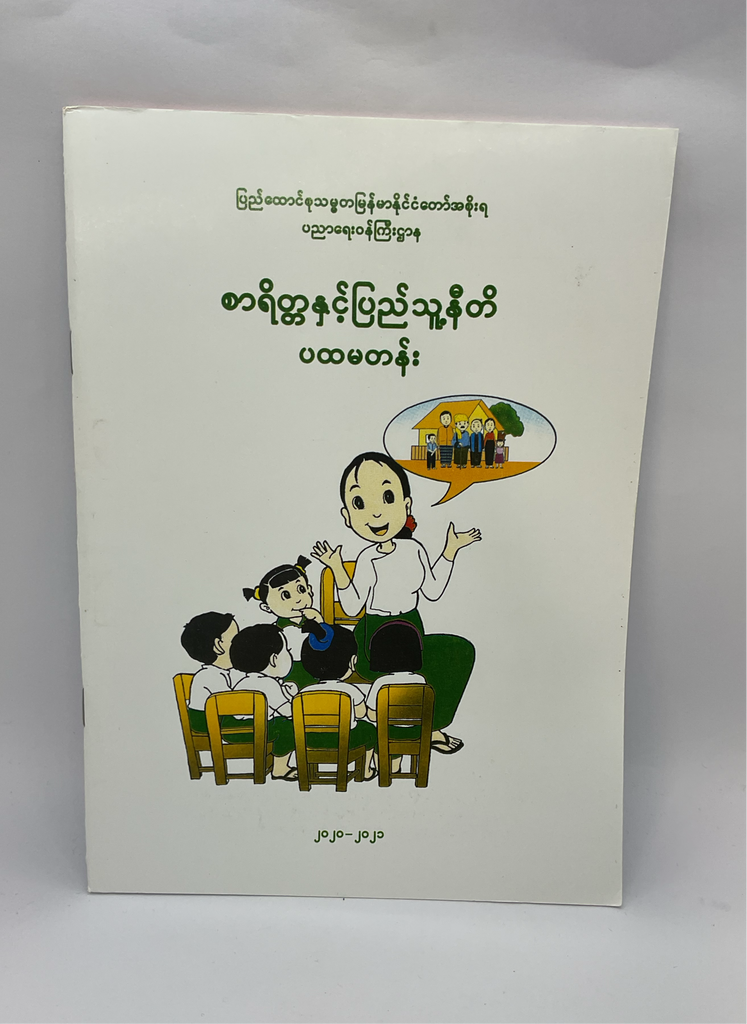 ပြည်ထောင်စုသမ္မတမြန်မာနိုင်ငံတော်အစိုးရ
ပညာရေးဝန်ကြီးဌာန
စာရိတ္တနှင့်ပြည်သူ့နီတိ
ပထမတန်း
၂၀၂၀–၂၀၂၁